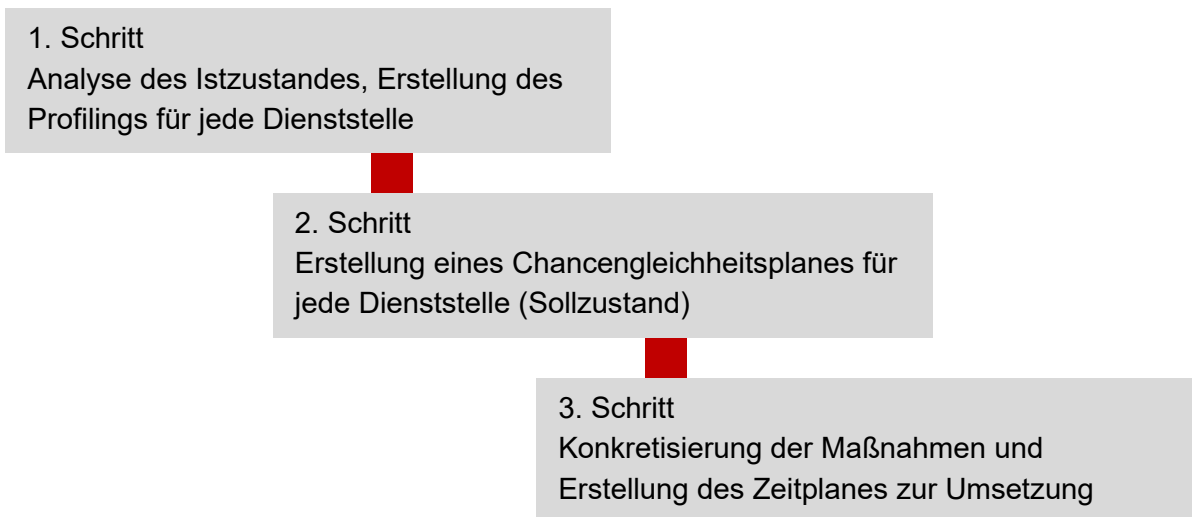 1. Schritt
Analyse des Istzustandes, Erstellung des
Profilings für jede Dienststelle
2. Schritt
Erstellung eines Chancengleichheitsplanes für
jede Dienststelle (Sollzustand)
3. Schritt
Konkretisierung der Maßnahmen und
Erstellung des Zeitplanes zur Umsetzung